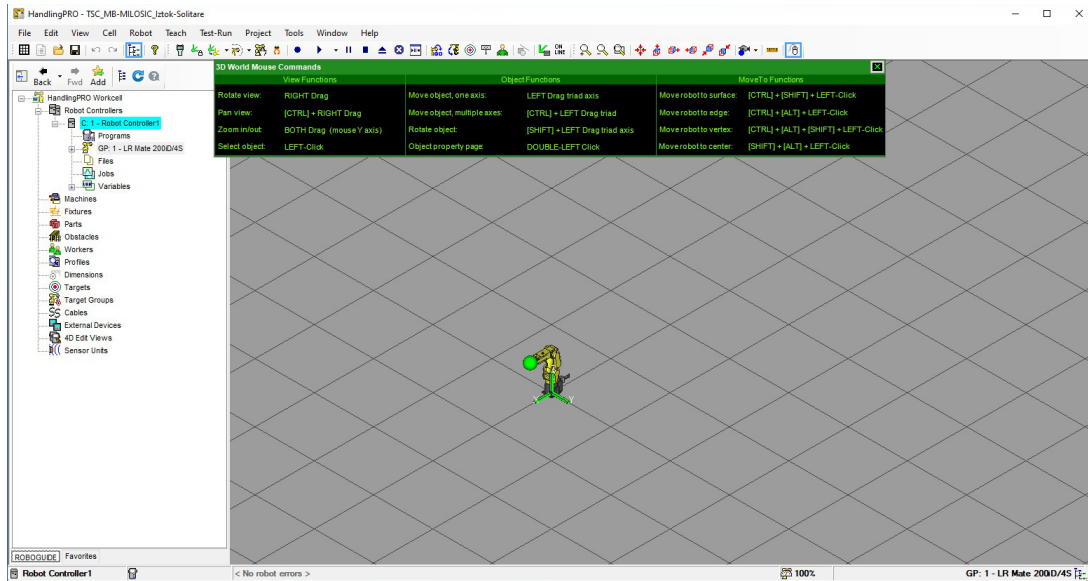 HandlingPRO - TSC_MB-MILOSIC_Iztok-Solitare
File Edit View Cell Robot Teach Test-Run Project Tools Window Help
ON LINE
Back Fwd Add
3D World Mouse Commands
View Functions Object Functions MoveTo Functions
Rotate view: RIGHT Drag Move object, one axis: LEFT Drag triad axis Move robot to surface: [CTRL] + [SHIFT] + LEFT-Click
Pan view: [CTRL] + RIGHT Drag Move object, multiple axes: [CTRL] + LEFT Drag triad Move robot to edge: [CTRL] + [ALT] + LEFT-Click
Zoom in/out: BOTH Drag (mouse Y axis) Rotate object: [SHIFT] + LEFT Drag triad axis Move robot to vertex: [CTRL] + [ALT] + [SHIFT] + LEFT-Click
Select object: LEFT-Click Object property page: DOUBLE-LEFT Click Move robot to center: [SHIFT] + [ALT] + LEFT-Click
HandlingPRO Workcell
Robot Controllers
C: 1 - Robot Controller1
Programs
GP: 1 - LR Mate 200iD/4S
Files
Jobs
Variables
Machines
Fixtures
Parts
Obstacles
Workers
Profiles
Dimensions
Targets
Target Groups
Cables
External Devices
4D Edit Views
Sensor Units
ROBOGUIDE Favorites
Robot Controller1 < No robot errors > 100% GP: 1 - LR Mate 200iD/4S